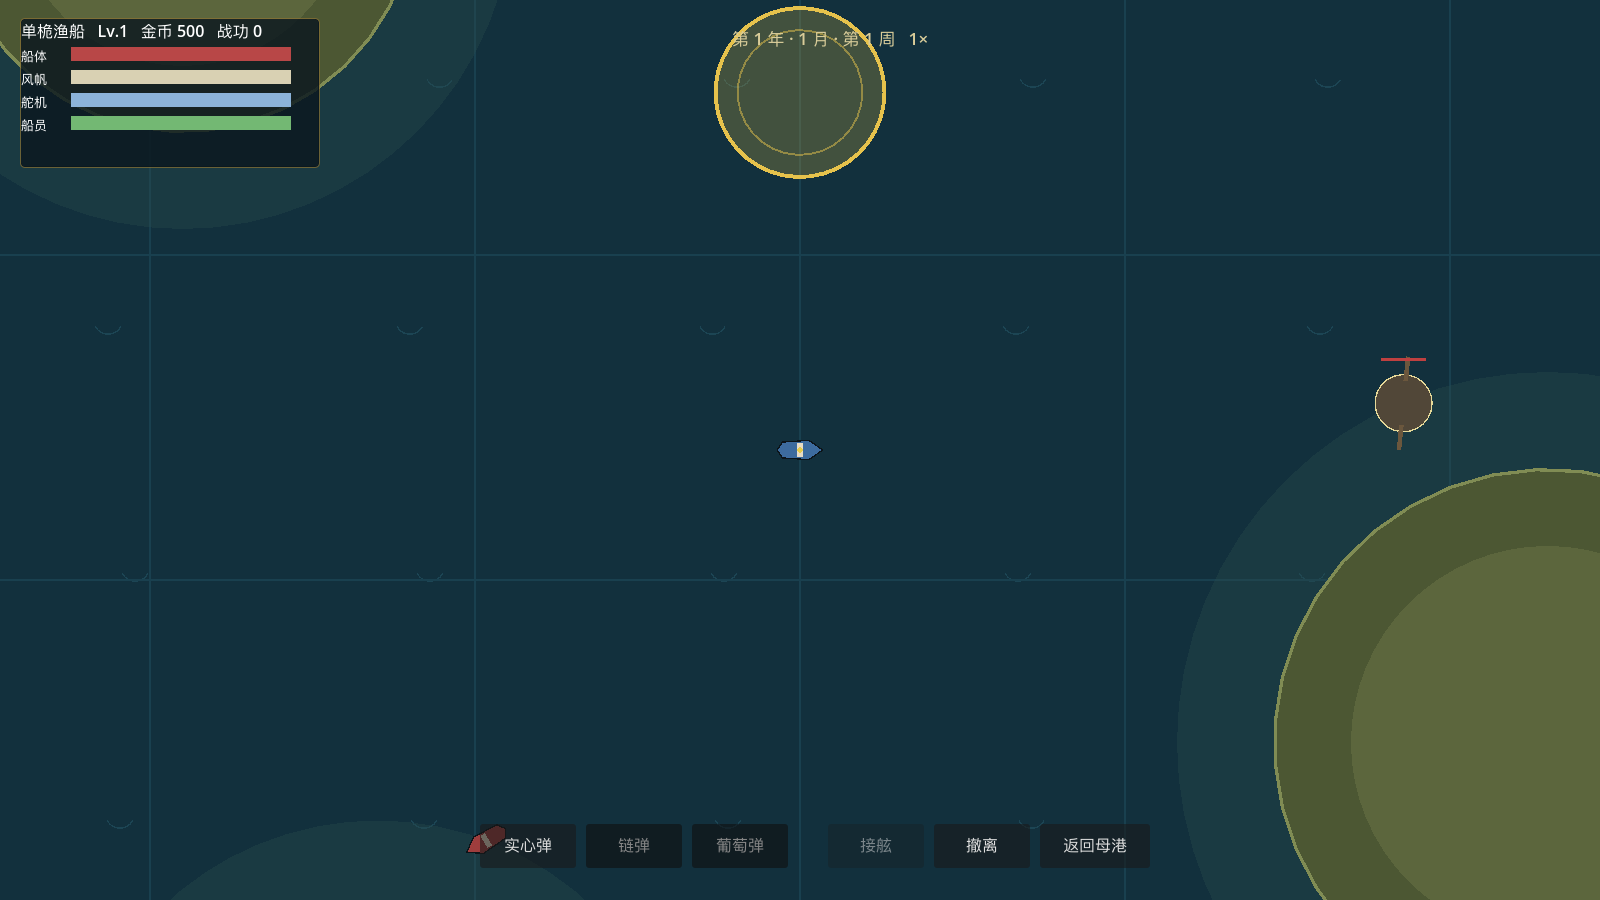 单桅渔船 Lv.1 金币 500 战功 0
船体
风帆
舵机
船员
第 1 年 · 1 月 · 第 1 周 1×
实心弹 链弹 葡萄弹 接舷 撤离 返回母港